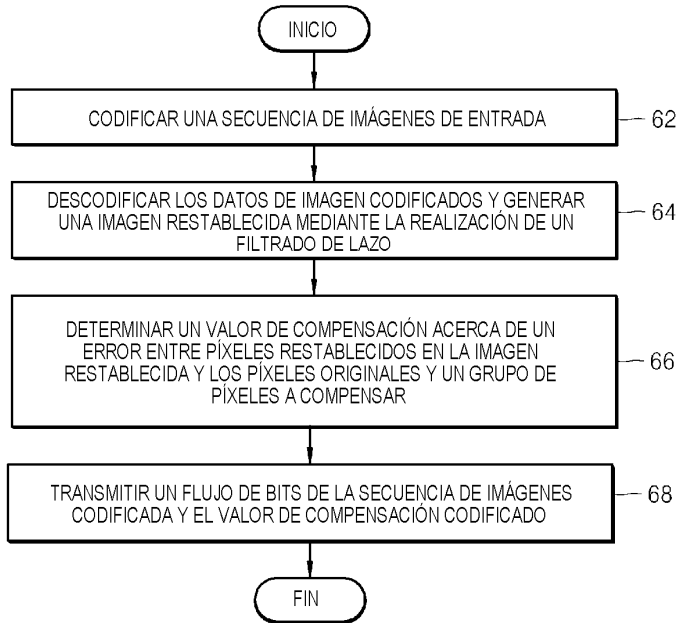 INICIO
CODIFICAR UNA SECUENCIA DE IMÁGENES DE ENTRADA
62
DESCODIFICAR LOS DATOS DE IMAGEN CODIFICADOS Y GENERAR
UNA IMAGEN RESTABLECIDA MEDIANTE LA REALIZACIÓN DE UN
FILTRADO DE LAZO
64
DETERMINAR UN VALOR DE COMPENSACIÓN ACERCA DE UN
ERROR ENTRE PÍXELES RESTABLECIDOS EN LA IMAGEN
RESTABLECIDA Y LOS PÍXELES ORIGINALES Y UN GRUPO DE
PÍXELES A COMPENSAR
66
TRANSMITIR UN FLUJO DE BITS DE LA SECUENCIA DE IMÁGENES
CODIFICADA Y EL VALOR DE COMPENSACIÓN CODIFICADO
68
FIN